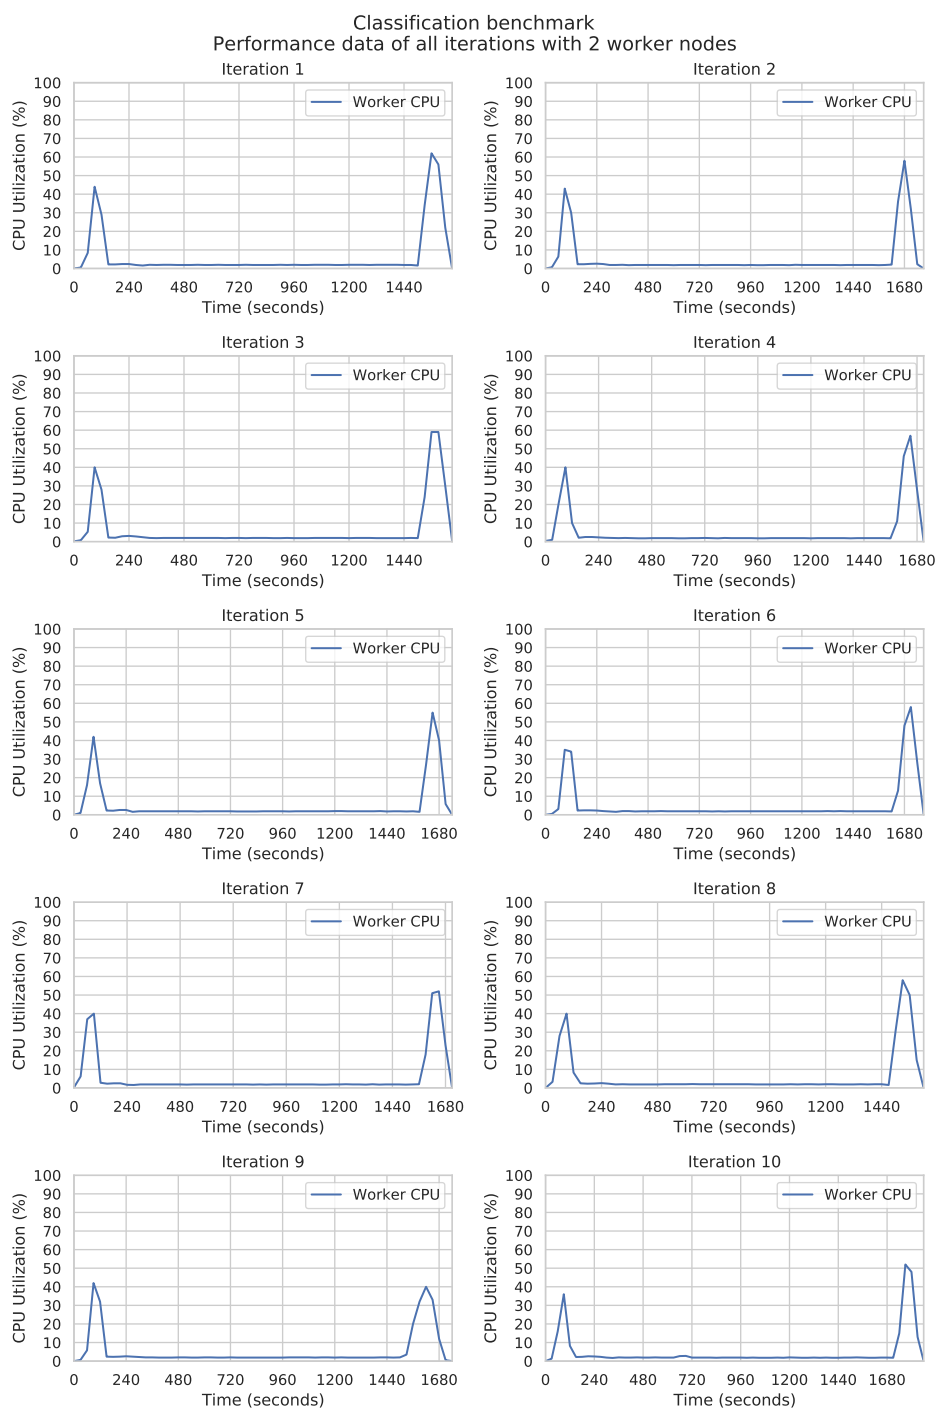 Classification benchmark
Performance data of all iterations with 2 worker nodes
Iteration 1
100
90
80
70
60
50
40
30
20
10
0
CPU Utilization (%)
Worker CPU
0 240 480 720 960 1200 1440
Time (seconds)
Iteration 2
100
90
80
70
60
50
40
30
20
10
0
CPU Utilization (%)
Worker CPU
0 240 480 720 960 1200 1440 1680
Time (seconds)
Iteration 3
100
90
80
70
60
50
40
30
20
10
0
CPU Utilization (%)
Worker CPU
0 240 480 720 960 1200 1440
Time (seconds)
Iteration 4
100
90
80
70
60
50
40
30
20
10
0
CPU Utilization (%)
Worker CPU
0 240 480 720 960 1200 1440 1680
Time (seconds)
Iteration 5
100
90
80
70
60
50
40
30
20
10
0
CPU Utilization (%)
Worker CPU
0 240 480 720 960 1200 1440 1680
Time (seconds)
Iteration 6
100
90
80
70
60
50
40
30
20
10
0
CPU Utilization (%)
Worker CPU
0 240 480 720 960 1200 1440 1680
Time (seconds)
Iteration 7
100
90
80
70
60
50
40
30
20
10
0
CPU Utilization (%)
Worker CPU
0 240 480 720 960 1200 1440 1680
Time (seconds)
Iteration 8
100
90
80
70
60
50
40
30
20
10
0
CPU Utilization (%)
Worker CPU
0 240 480 720 960 1200 1440
Time (seconds)
Iteration 9
100
90
80
70
60
50
40
30
20
10
0
CPU Utilization (%)
Worker CPU
0 240 480 720 960 1200 1440 1680
Time (seconds)
Iteration 10
100
90
80
70
60
50
40
30
20
10
0
CPU Utilization (%)
Worker CPU
0 240 480 720 960 1200 1440 1680
Time (seconds)